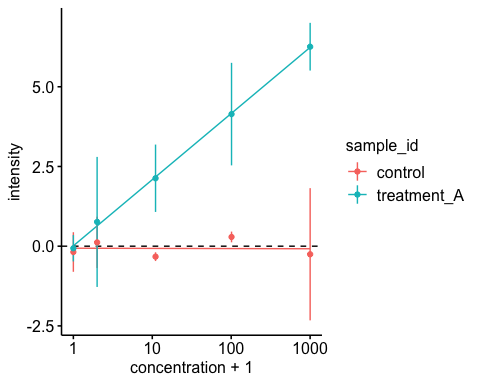 intensity
5.0
2.5
0.0
-2.5
1
10
100
1000
concentration + 1
sample_id
control
treatment_A